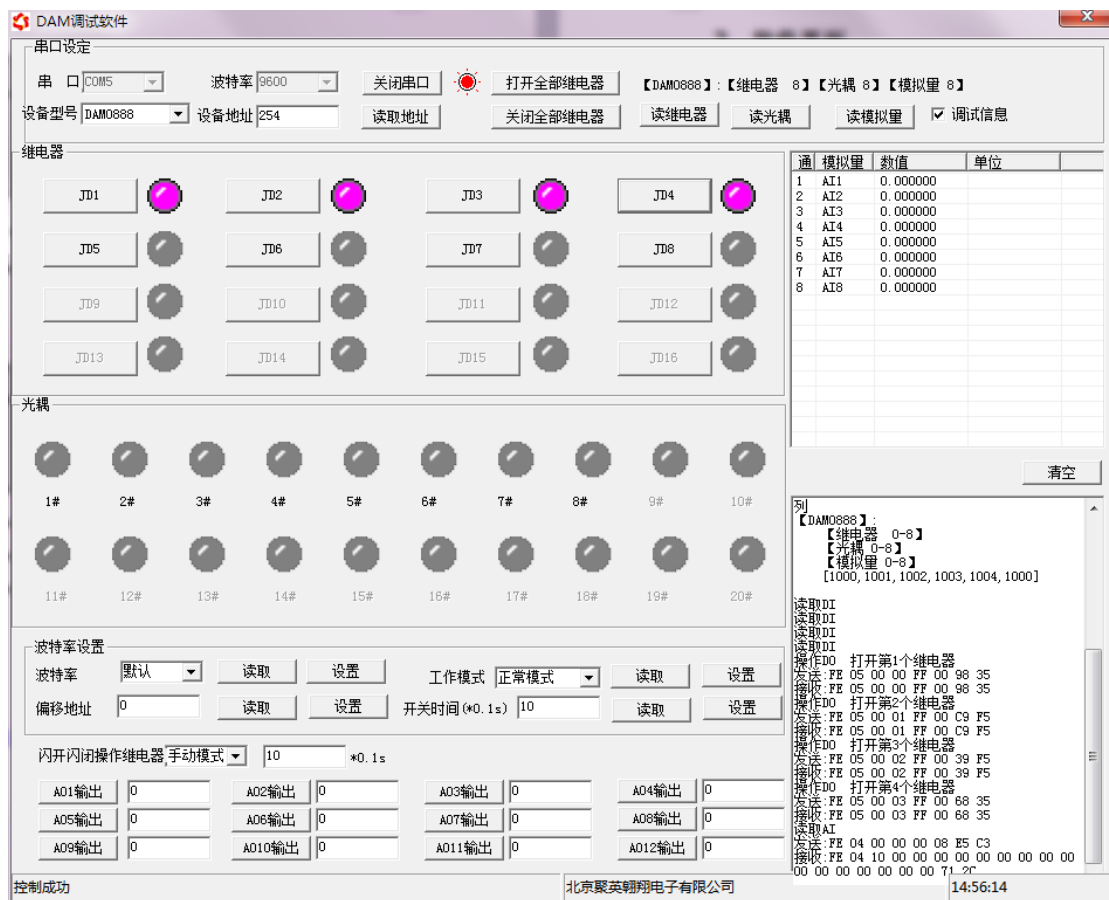 DAM调试软件
串口设定
串 口 COM5 波特率 9600 关闭串口 打开全部继电器 【DAM0888】:【继电器 8】【光耦 8】【模拟量 8】
设备型号 DAM0888 设备地址 254 读取地址 关闭全部继电器 读继电器 读光耦 读模拟量 调试信息
继电器
JD1 JD2 JD3 JD4
JD5 JD6 JD7 JD8
JD9 JD10 JD11 JD12
JD13 JD14 JD15 JD16
通 模拟量 数值 单位
1 AI1 0.000000
2 AI2 0.000000
3 AI3 0.000000
4 AI4 0.000000
5 AI5 0.000000
6 AI6 0.000000
7 AI7 0.000000
8 AI8 0.000000
光耦
1# 2# 3# 4# 5# 6# 7# 8# 9# 10#
11# 12# 13# 14# 15# 16# 17# 18# 19# 20#
清空
列
【DAM0888】:
【继电器 0-8】
【光耦 0-8】
【模拟量 0-8】
[1000,1001,1002,1003,1004,1000]
读取DI
读取DI
读取DI
读取DI
操作DO 打开第1个继电器
发送:FE 05 00 00 FF 00 98 35
接收:FE 05 00 00 FF 00 98 35
操作DO 打开第2个继电器
发送:FE 05 00 01 FF 00 C9 F5
接收:FE 05 00 01 FF 00 C9 F5
操作DO 打开第3个继电器
发送:FE 05 00 02 FF 00 39 F5
接收:FE 05 00 02 FF 00 39 F5
操作DO 打开第4个继电器
发送:FE 05 00 03 FF 00 68 35
接收:FE 05 00 03 FF 00 68 35
读取AI
发送:FE 04 00 00 00 08 E5 C3
接收:FE 04 10 00 00 00 00 00 00 00 00 00
00 00 00 00 00 00 00 71 2C
波特率设置
波特率 默认 读取 设置 工作模式 正常模式 读取 设置
偏移地址 0 读取 设置 开关时间(*0.1s) 10 读取 设置
闪开闪闭操作继电器 手动模式 10 *0.1s
AO1输出 0 AO2输出 0 AO3输出 0 AO4输出 0
AO5输出 0 AO6输出 0 AO7输出 0 AO8输出 0
AO9输出 0 AO10输出 0 AO11输出 0 AO12输出 0
控制成功 北京聚英翱翔电子有限公司 14:56:14